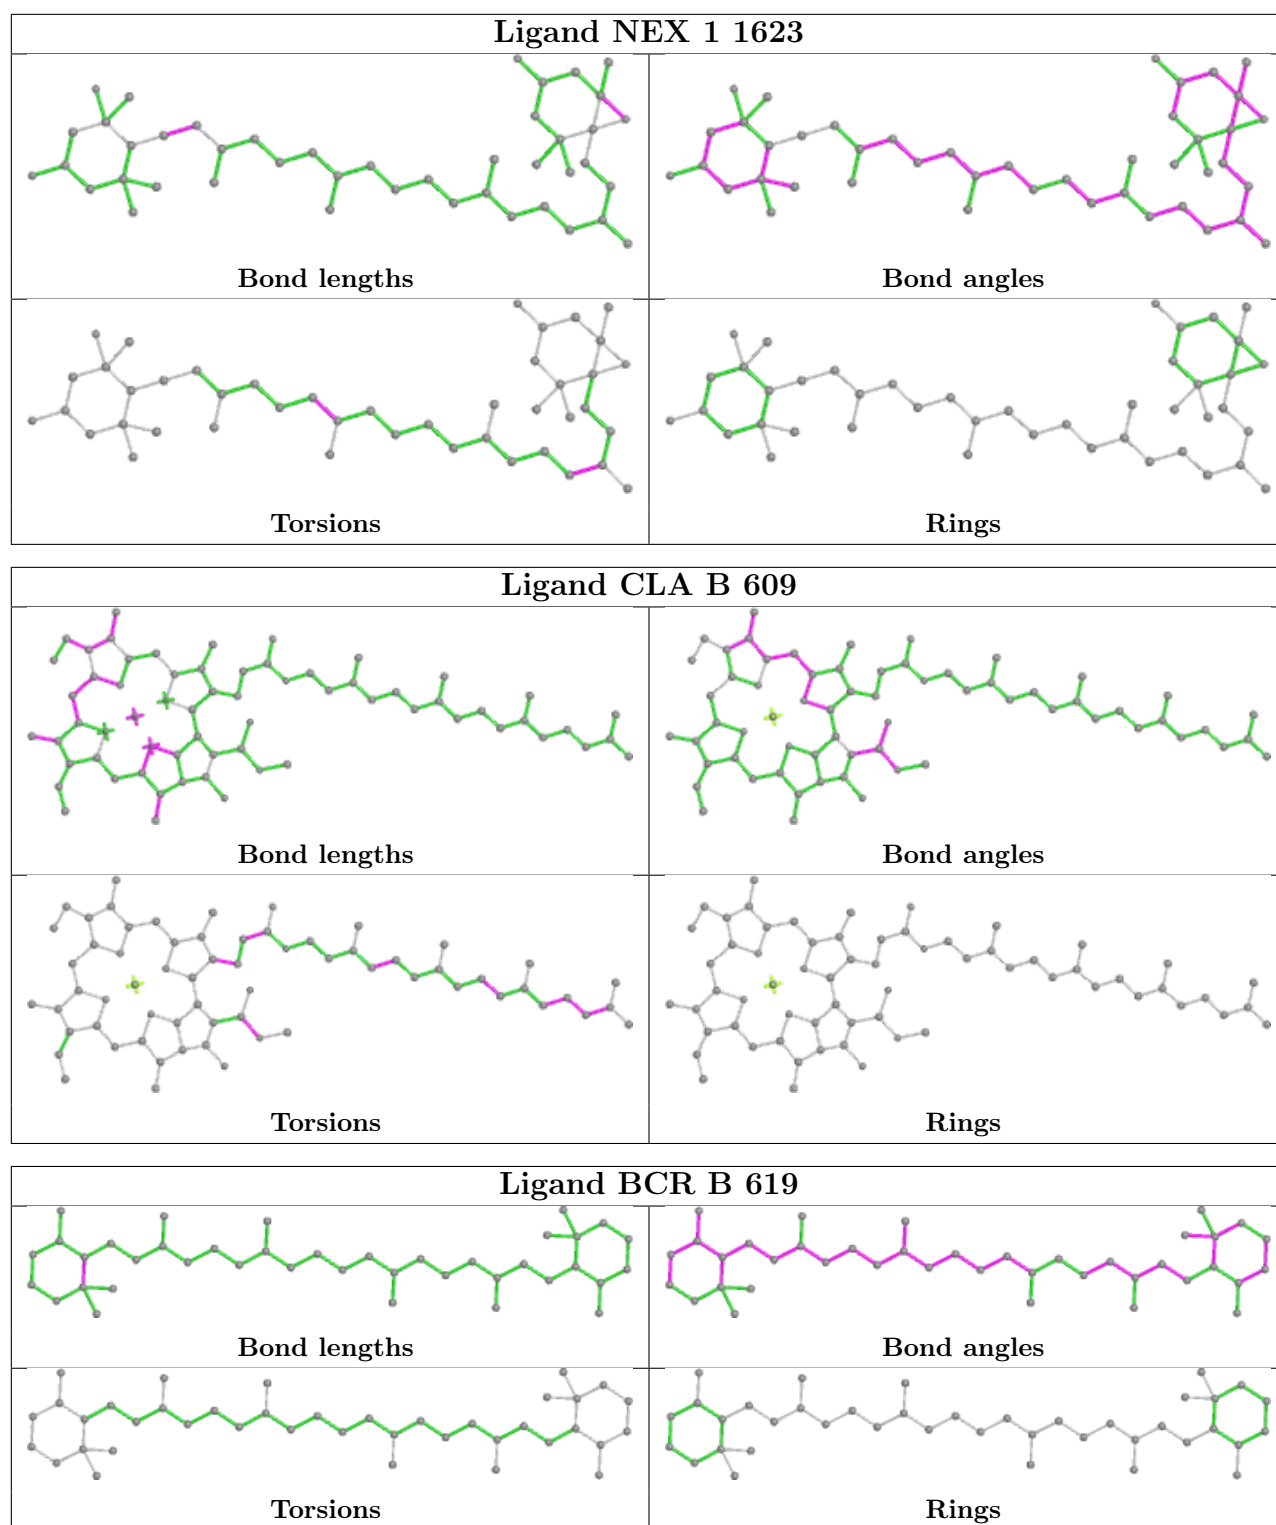 Ligand NEX 1 1623
Bond lengths
Bond angles
Torsions
Rings
Ligand CLA B 609
Bond lengths
Bond angles
Torsions
Rings
Ligand BCR B 619
Bond lengths
Bond angles
Torsions
Rings